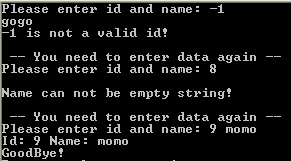 Please enter id and name: -1
gogo
-1 is not a valid id!
-- You need to enter data again --
Please enter id and name: 8
Name can not be empty string!
-- You need to enter data again --
Please enter id and name: 9 momo
Id: 9 Name: momo
GoodBye!